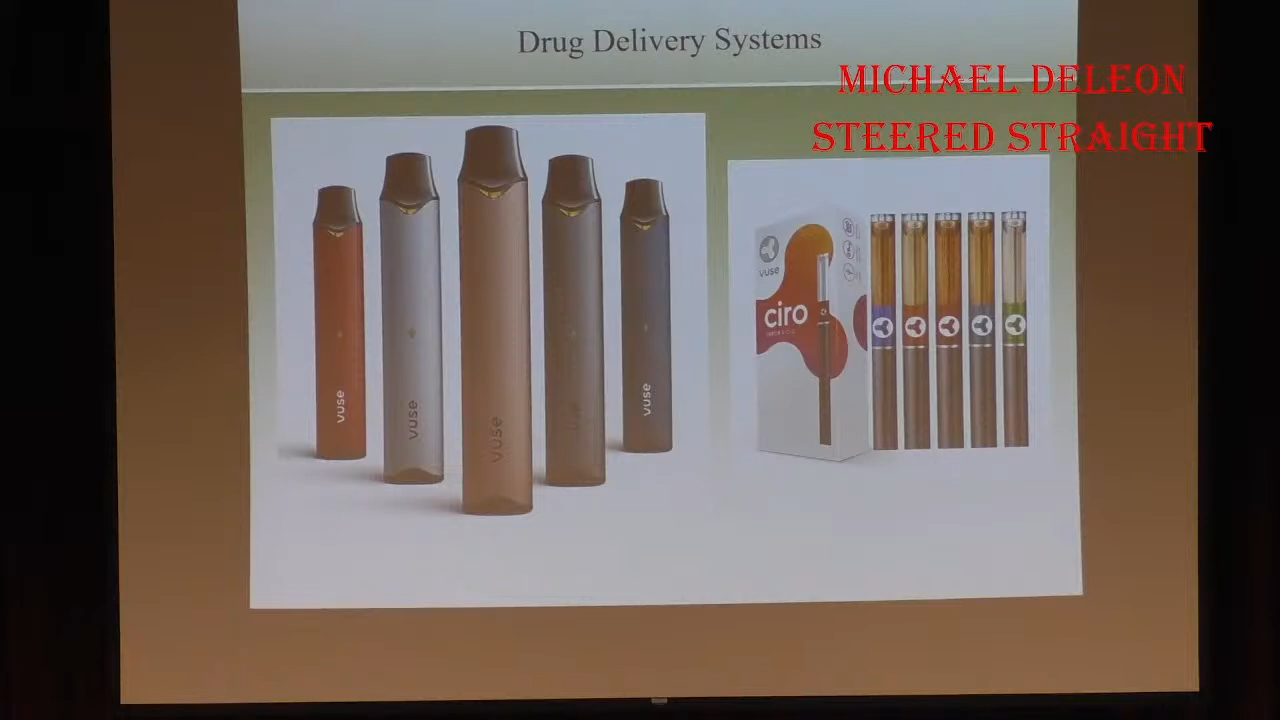 Drug Delivery Systems
MICHAEL DELEON
STEERED STRAIGHT
vuse
vuse
vuse
vuse
vuse
ciro